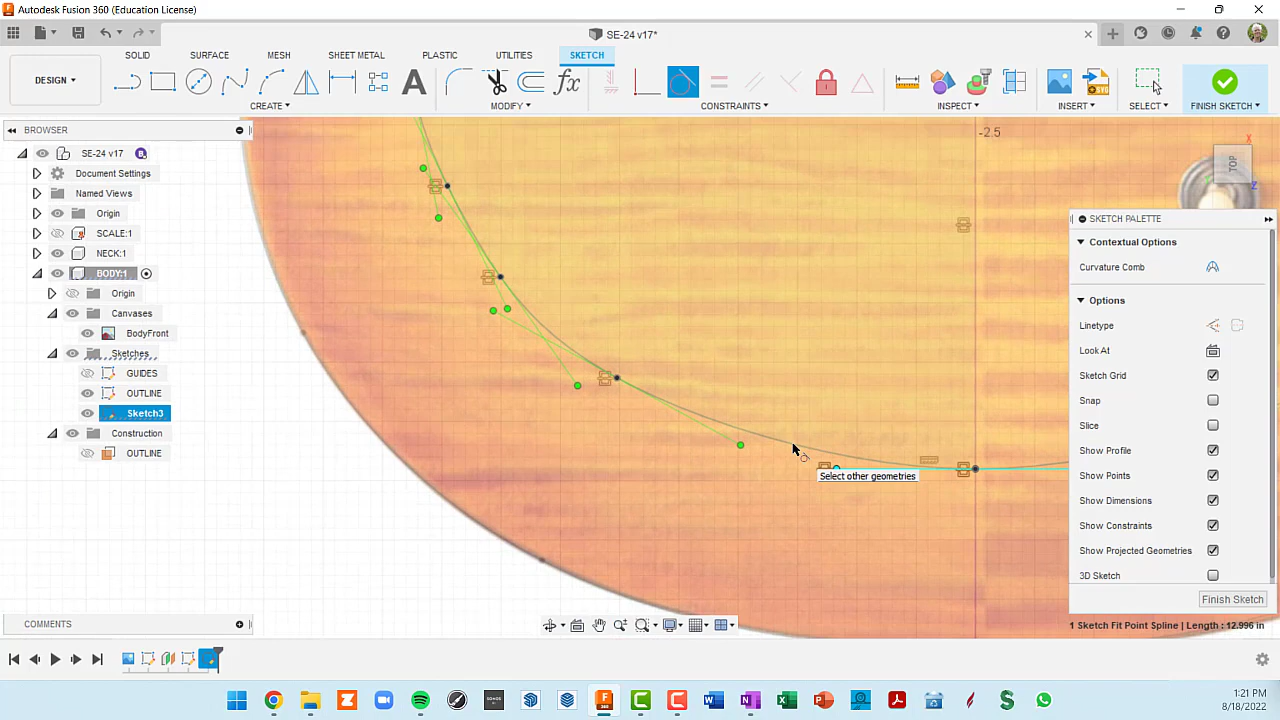 Autodesk Fusion 360 (Education License)
SE-24 v17*
DESIGN
SOLID
SURFACE
MESH
SHEET METAL
PLASTIC
UTILITIES
SKETCH
CREATE
MODIFY
CONSTRAINTS
INSPECT
INSERT
SELECT
FINISH SKETCH
BROWSER
SE-24 v17
Document Settings
Named Views
Origin
SCALE:1
NECK:1
BODY:1
Origin
Canvases
BodyFront
Sketches
GUIDES
OUTLINE
Sketch3
Construction
OUTLINE
-2.5
TOP
X
Z
Select other geometries
SKETCH PALETTE
Contextual Options
Curvature Comb
Options
Linetype
Look At
Sketch Grid
Snap
Slice
Show Profile
Show Points
Show Dimensions
Show Constraints
Show Projected Geometries
3D Sketch
Finish Sketch
COMMENTS
1 Sketch Fit Point Spline | Length : 12.996 in
1:21 PM
8/18/2022